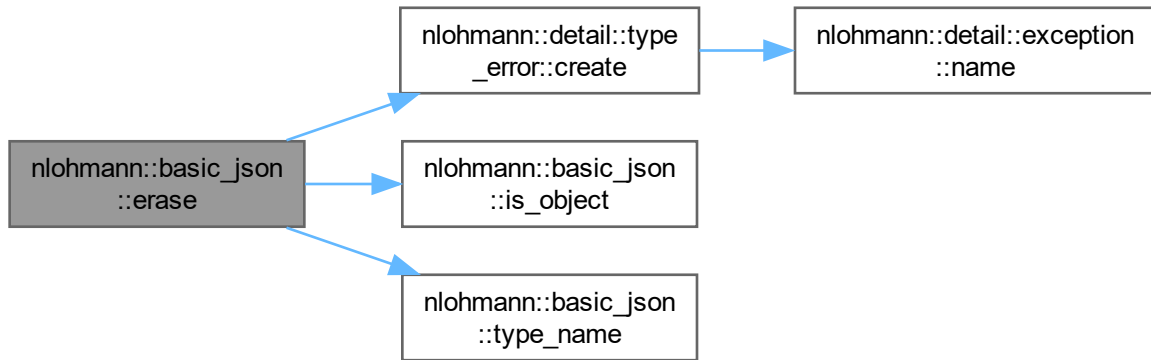 nlohmann::detail::type
_error::create
nlohmann::detail::exception
::name
nlohmann::basic_json
::erase
nlohmann::basic_json
::is_object
nlohmann::basic_json
::type_name